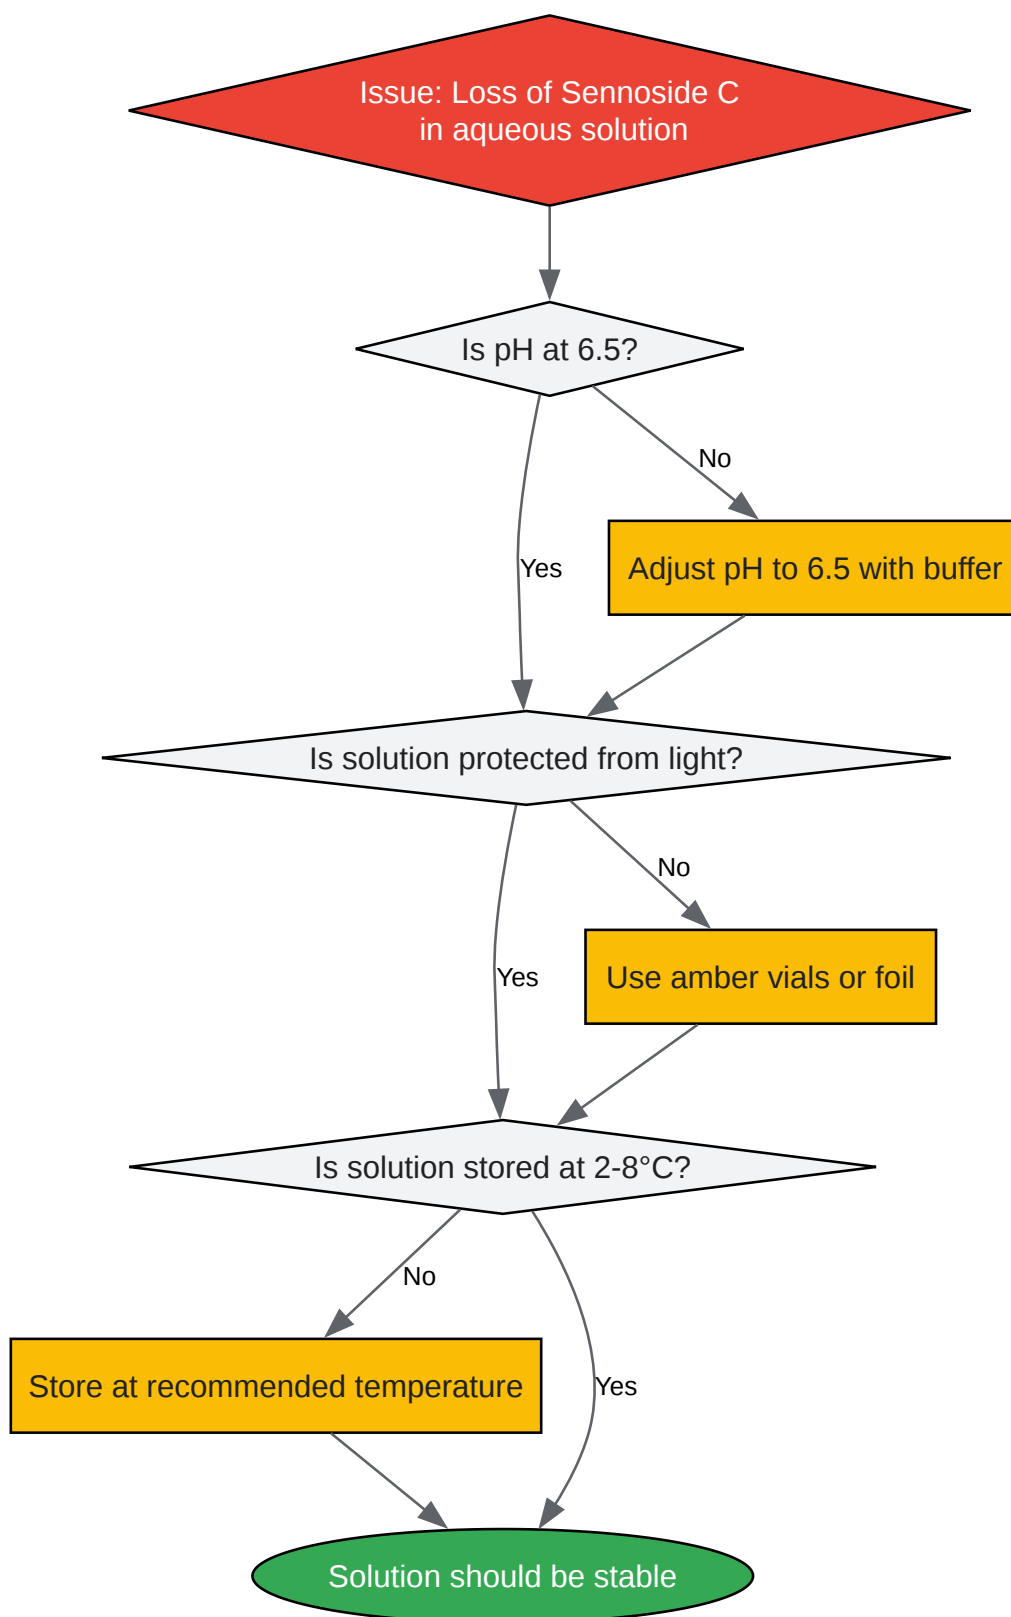 Issue: Loss of Sennoside C
in aqueous solution
Is pH at 6.5?
No
Yes
Adjust pH to 6.5 with buffer
Is solution protected from light?
No
Yes
Use amber vials or foil
Is solution stored at 2-8°C?
No
Store at recommended temperature
Yes
Solution should be stable